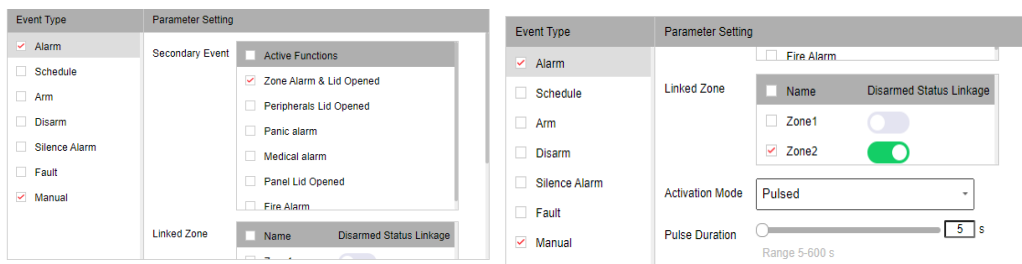 Event Type Parameter Setting
Alarm
Schedule
Arm
Disarm
Silence Alarm
Fault
Manual
Secondary Event
Active Functions
Zone Alarm & Lid Opened
Peripherals Lid Opened
Panic alarm
Medical alarm
Panel Lid Opened
Fire Alarm
Linked Zone
Name Disarmed Status Linkage
Event Type Parameter Setting
Alarm
Schedule
Arm
Disarm
Silence Alarm
Fault
Manual
Fire Alarm
Linked Zone
Name Disarmed Status Linkage
Zone1
Zone2
Activation Mode Pulsed
Pulse Duration 5 s
Range 5-600 s